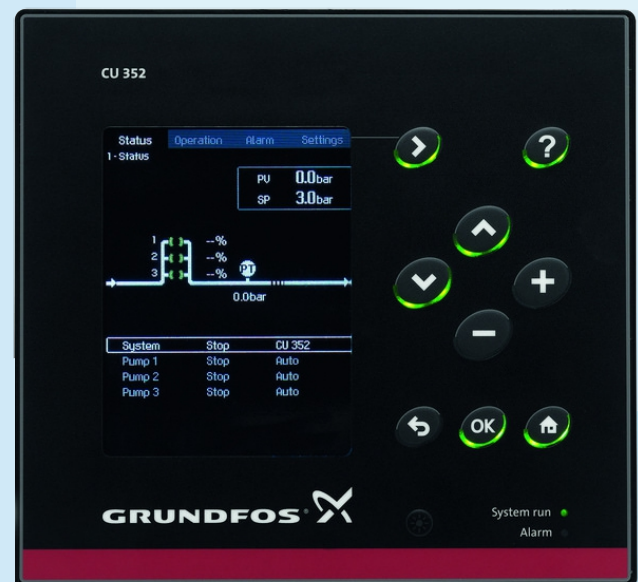 CU 352
Status Operation Alarm Settings
1 - Status
PV 0.0bar
SP 3.0bar
1 --%
2 --%
3 --%
PT
0.0bar
System Stop CU 352
Pump 1 Stop Auto
Pump 2 Stop Auto
Pump 3 Stop Auto
?
+
-
OK
GRUNDFOS
System run
Alarm